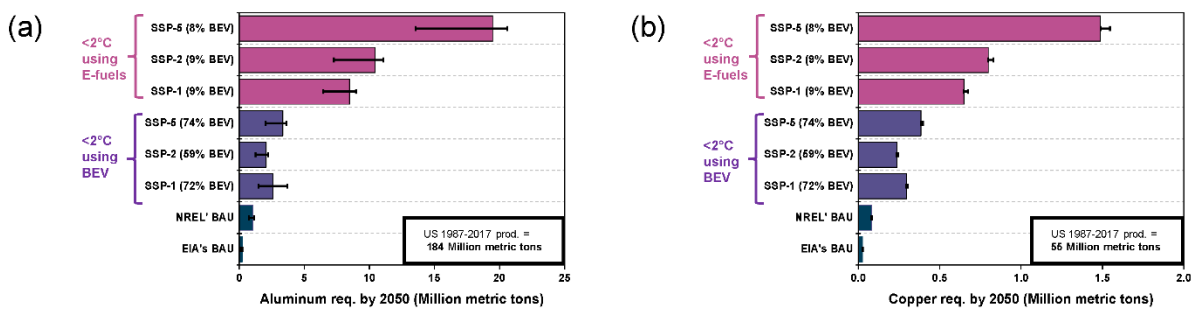 (a)
<2°C
using
E-fuels
<2°C
using
BEV
SSP-5 (8% BEV)
SSP-2 (9% BEV)
SSP-1 (9% BEV)
SSP-5 (74% BEV)
SSP-2 (59% BEV)
SSP-1 (72% BEV)
NREL' BAU
EIA's BAU
US 1987-2017 prod. =
184 Million metric tons
0 5 10 15 20 25
Aluminum req. by 2050 (Million metric tons)
(b)
<2°C
using
E-fuels
<2°C
using
BEV
SSP-5 (8% BEV)
SSP-2 (9% BEV)
SSP-1 (9% BEV)
SSP-5 (74% BEV)
SSP-2 (59% BEV)
SSP-1 (72% BEV)
NREL' BAU
EIA's BAU
US 1987-2017 prod. =
55 Million metric tons
0.0 0.5 1.0 1.5 2.0
Copper req. by 2050 (Million metric tons)